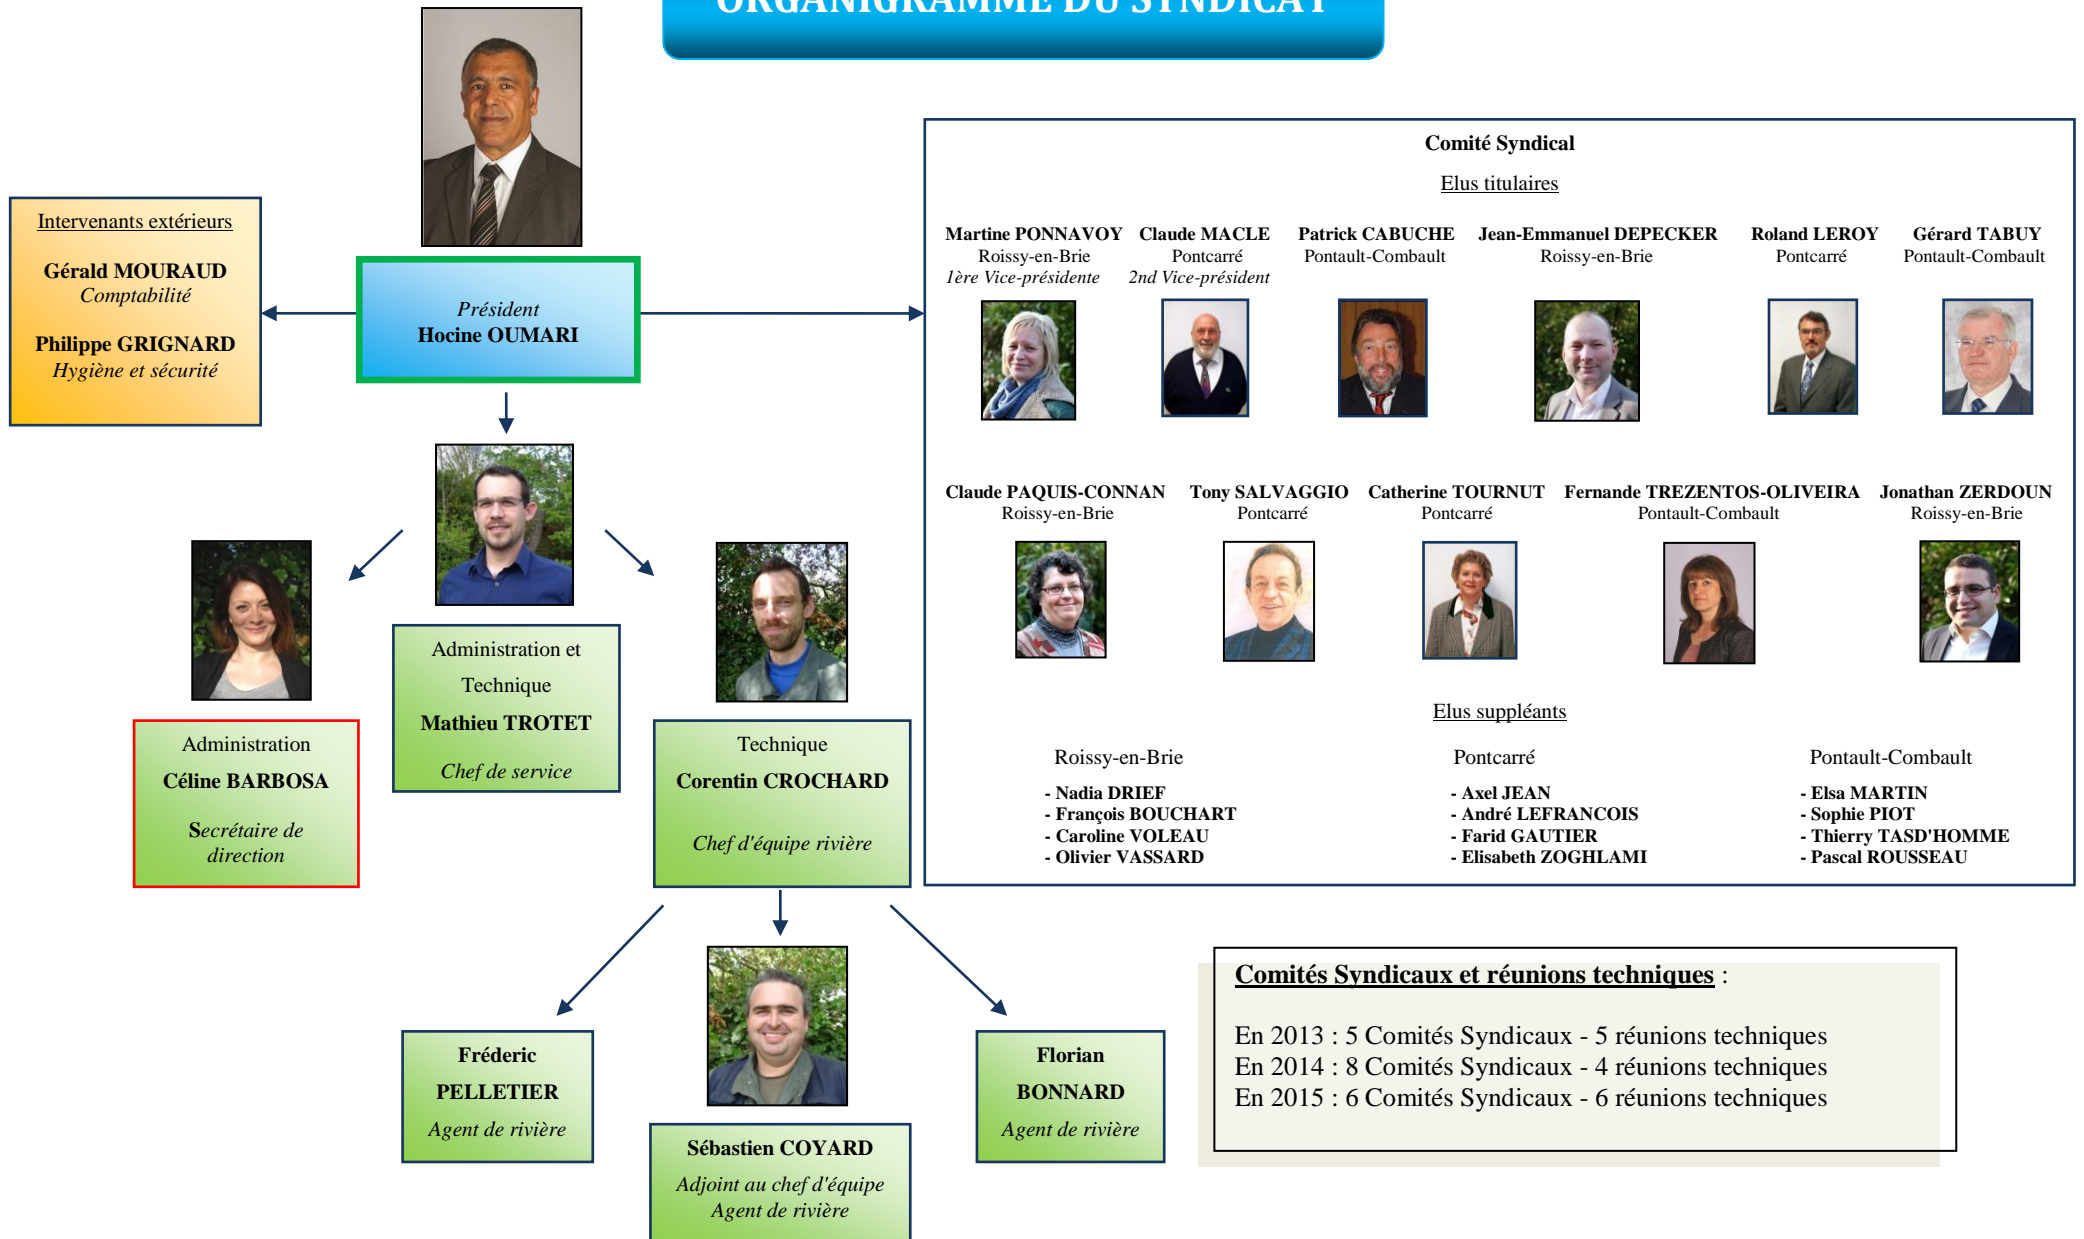 ORGANIGRAMME DU SYNDICAT
Intervenants extérieurs
Gérald MOURAUD
Comptabilité
Philippe GRIGNARD
Hygiène et sécurité
Président
Hocine OUMARI
Comité Syndical
Elus titulaires
Martine PONNAVOY
Roissy-en-Brie
1ère Vice-présidente
Claude MACLE
Pontcarré
2nd Vice-président
Patrick CABUCHE
Pontault-Combault
Jean-Emmanuel DEPECKER
Roissy-en-Brie
Roland LEROY
Pontcarré
Gérard TABUY
Pontault-Combault
Claude PAQUIS-CONNAN
Roissy-en-Brie
Tony SALVAGGIO
Pontcarré
Catherine TOURNUT
Pontcarré
Fernande TREZENTOS-OLIVEIRA
Pontault-Combault
Jonathan ZERDOUN
Roissy-en-Brie
Elus suppléants
Roissy-en-Brie
- Nadia DRIEF
- François BOUCHART
- Caroline VOLEAU
- Olivier VASSARD
Pontcarré
- Axel JEAN
- André LEFRANCOIS
- Farid GAUTIER
- Elisabeth ZOGHLAMI
Pontault-Combault
- Elsa MARTIN
- Sophie PIOT
- Thierry TASD'HOMME
- Pascal ROUSSEAU
Administration et
Technique
Mathieu TROTET
Chef de service
Administration
Céline BARBOSA
Secrétaire de
direction
Technique
Corentin CROCHARD
Chef d'équipe rivière
Fréderic
PELLETIER
Agent de rivière
Sébastien COYARD
Adjoint au chef d'équipe
Agent de rivière
Florian
BONNARD
Agent de rivière
Comités Syndicaux et réunions techniques :
En 2013 : 5 Comités Syndicaux - 5 réunions techniques
En 2014 : 8 Comités Syndicaux - 4 réunions techniques
En 2015 : 6 Comités Syndicaux - 6 réunions techniques